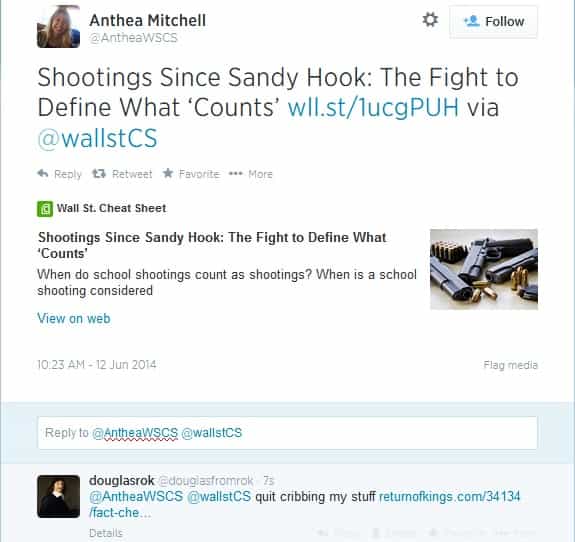 Anthea Mitchell
@AntheaWSCS
Follow
Shootings Since Sandy Hook: The Fight to
Define What ‘Counts’ wll.st/1ucgPUH via
@wallstCS
Reply Retweet Favorite More
Wall St. Cheat Sheet
Shootings Since Sandy Hook: The Fight to Define What
‘Counts’
When do school shootings count as shootings? When is a school
shooting considered
View on web
10:23 AM - 12 Jun 2014 Flag media
Reply to @AntheaWSCS @wallstCS
douglasrok @douglasfromrok · 7s
@AntheaWSCS @wallstCS quit cribbing my stuff returnofkings.com/34134
/fact-che…
Details